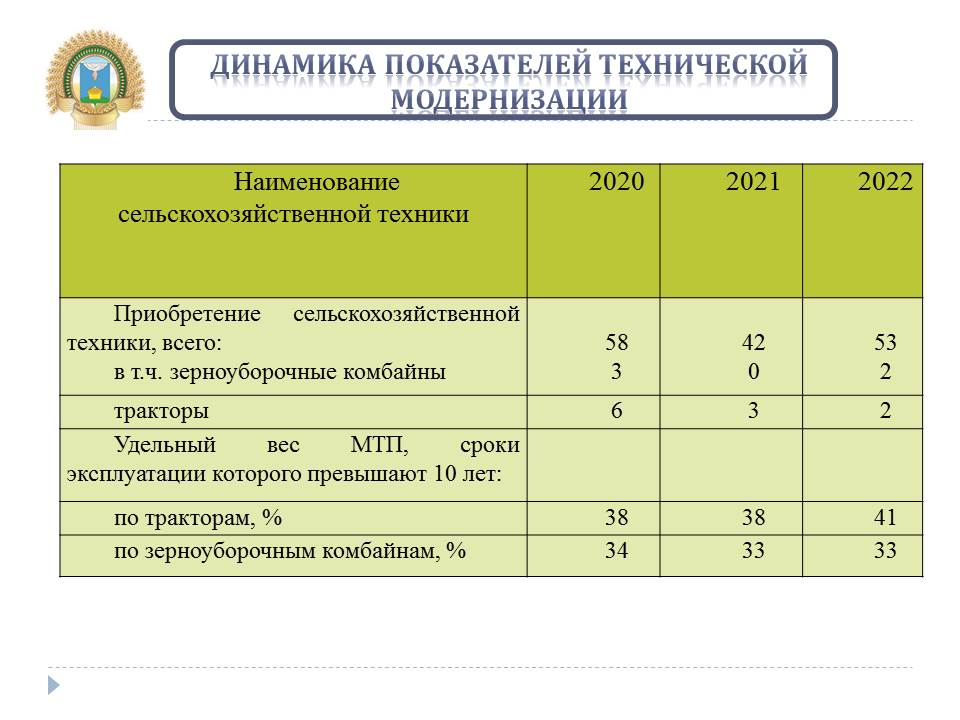 ДИНАМИКА ПОКАЗАТЕЛЕЙ ТЕХНИЧЕСКОЙ
МОДЕРНИЗАЦИИ
Наименование
сельскохозяйственной техники
2020
2021
2022
Приобретение сельскохозяйственной
техники, всего: 58 42 53
в т.ч. зерноуборочные комбайны 3 0 2
тракторы 6 3 2
Удельный вес МТП, сроки
эксплуатации которого превышают 10 лет:
по тракторам, % 38 38 41
по зерноуборочным комбайнам, % 34 33 33